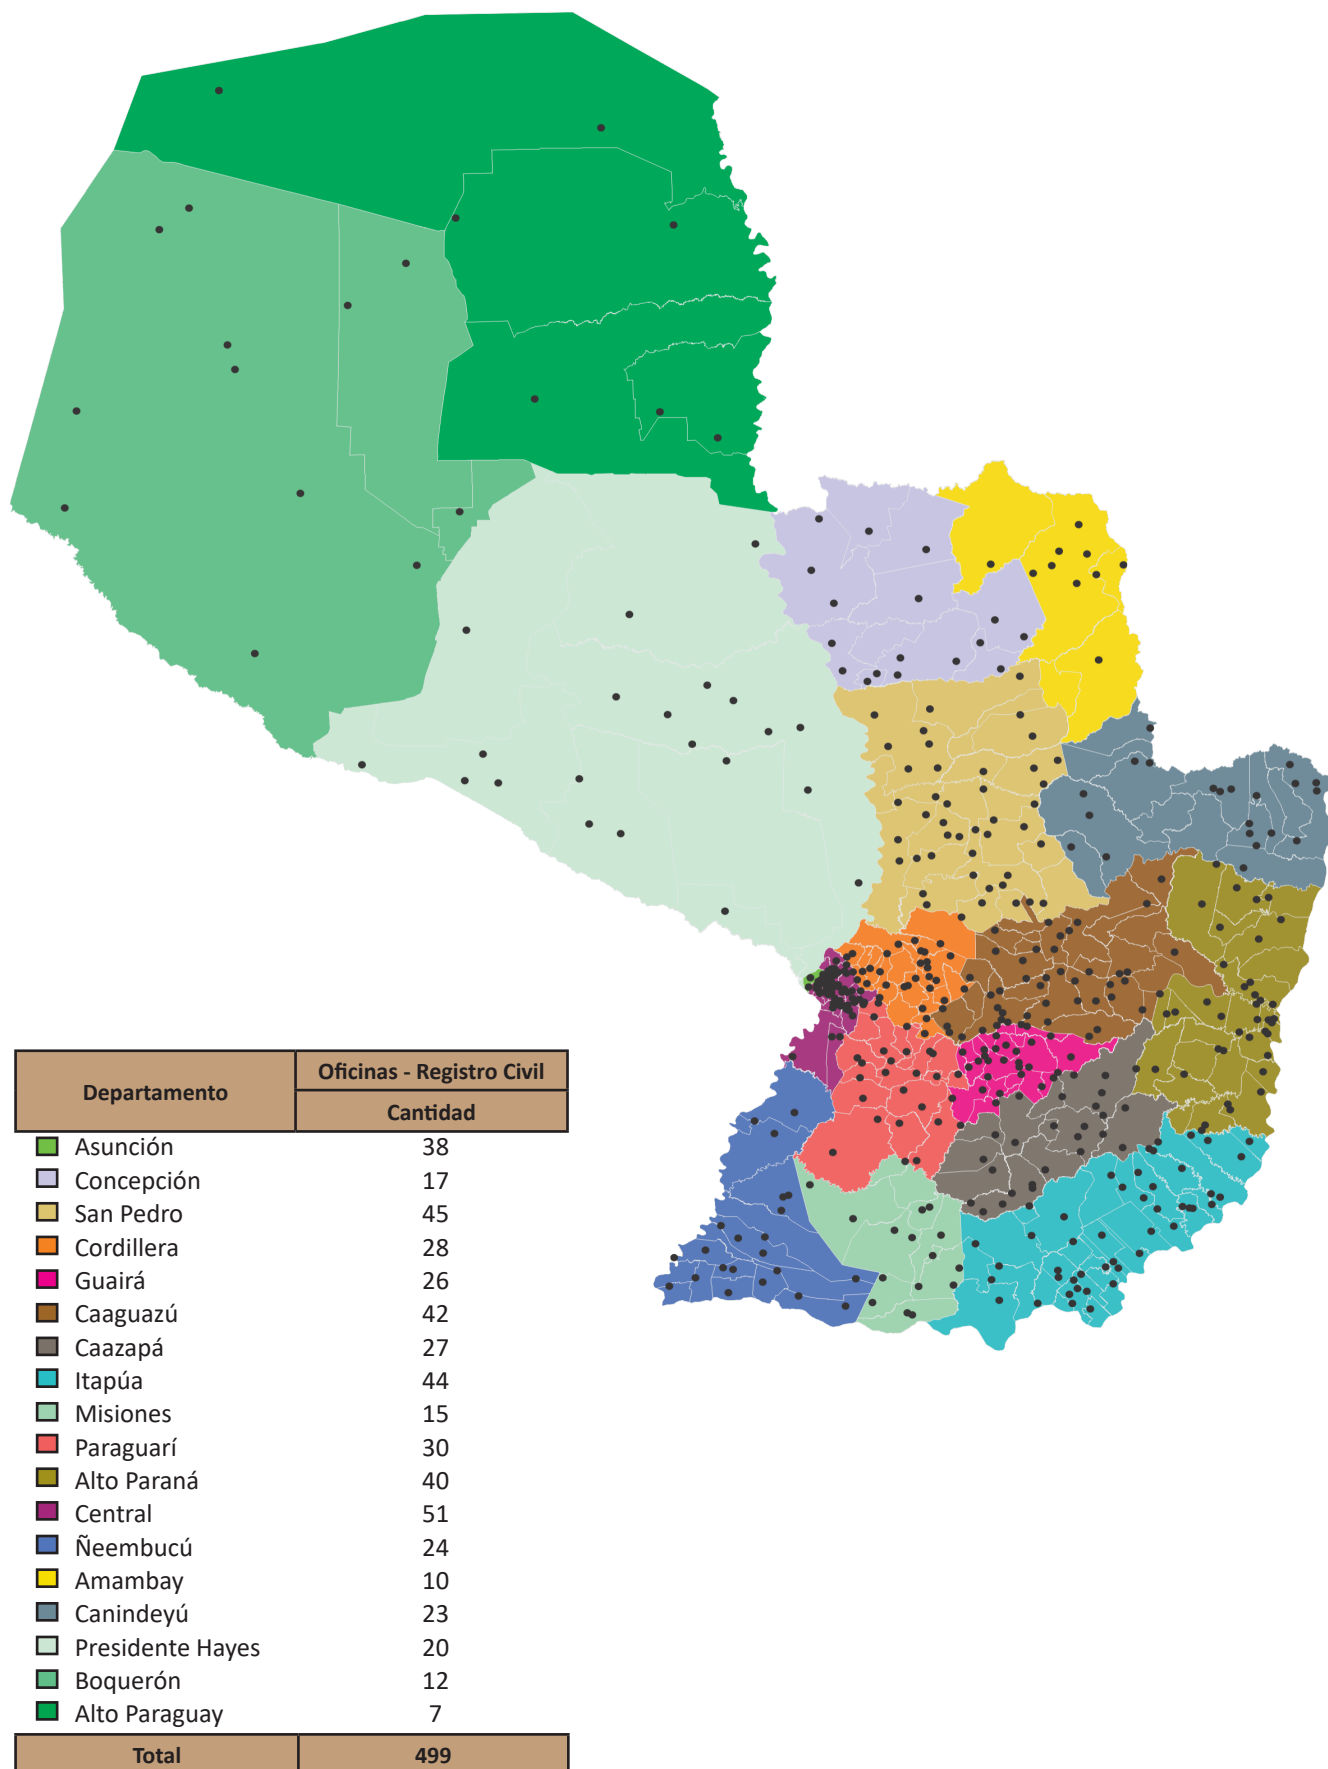 Departamento
Oficinas - Registro Civil
Cantidad
Asunción 38
Concepción 17
San Pedro 45
Cordillera 28
Guairá 26
Caaguazú 42
Caazapá 27
Itapúa 44
Misiones 15
Paraguarí 30
Alto Paraná 40
Central 51
Ñeembucú 24
Amambay 10
Canindeyú 23
Presidente Hayes 20
Boquerón 12
Alto Paraguay 7
Total 499